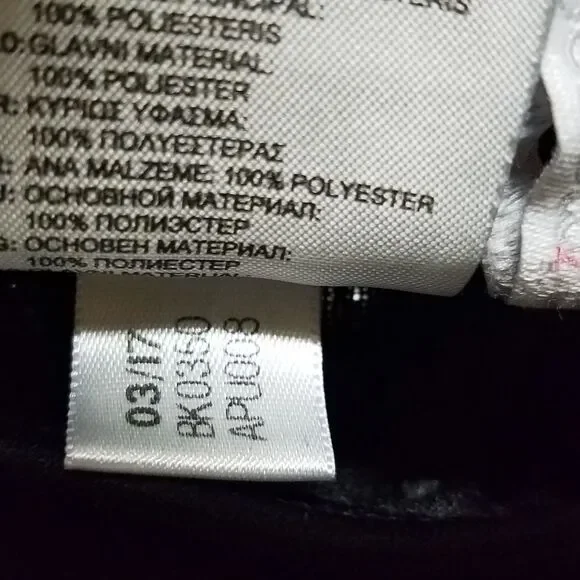 100% POLIESTERIS
O: GLAVNI MATERIAL
100% POLIESTER
R: ΚΥΡΙΩΣ ΥΦΑΣΜΑ:
100% ΠΟΛΥΕΣΤΕΡΑΣ
ANA MALZEME: 100% POLYESTER
U: ОСНОВНОЙ МАТЕРИАЛ:
100% ПОЛИЭСТЕР
G: ОСНОВЕН МАТЕРИАЛ:
100% ПОЛИЕСТЕР
03/17
BK0350
APU003